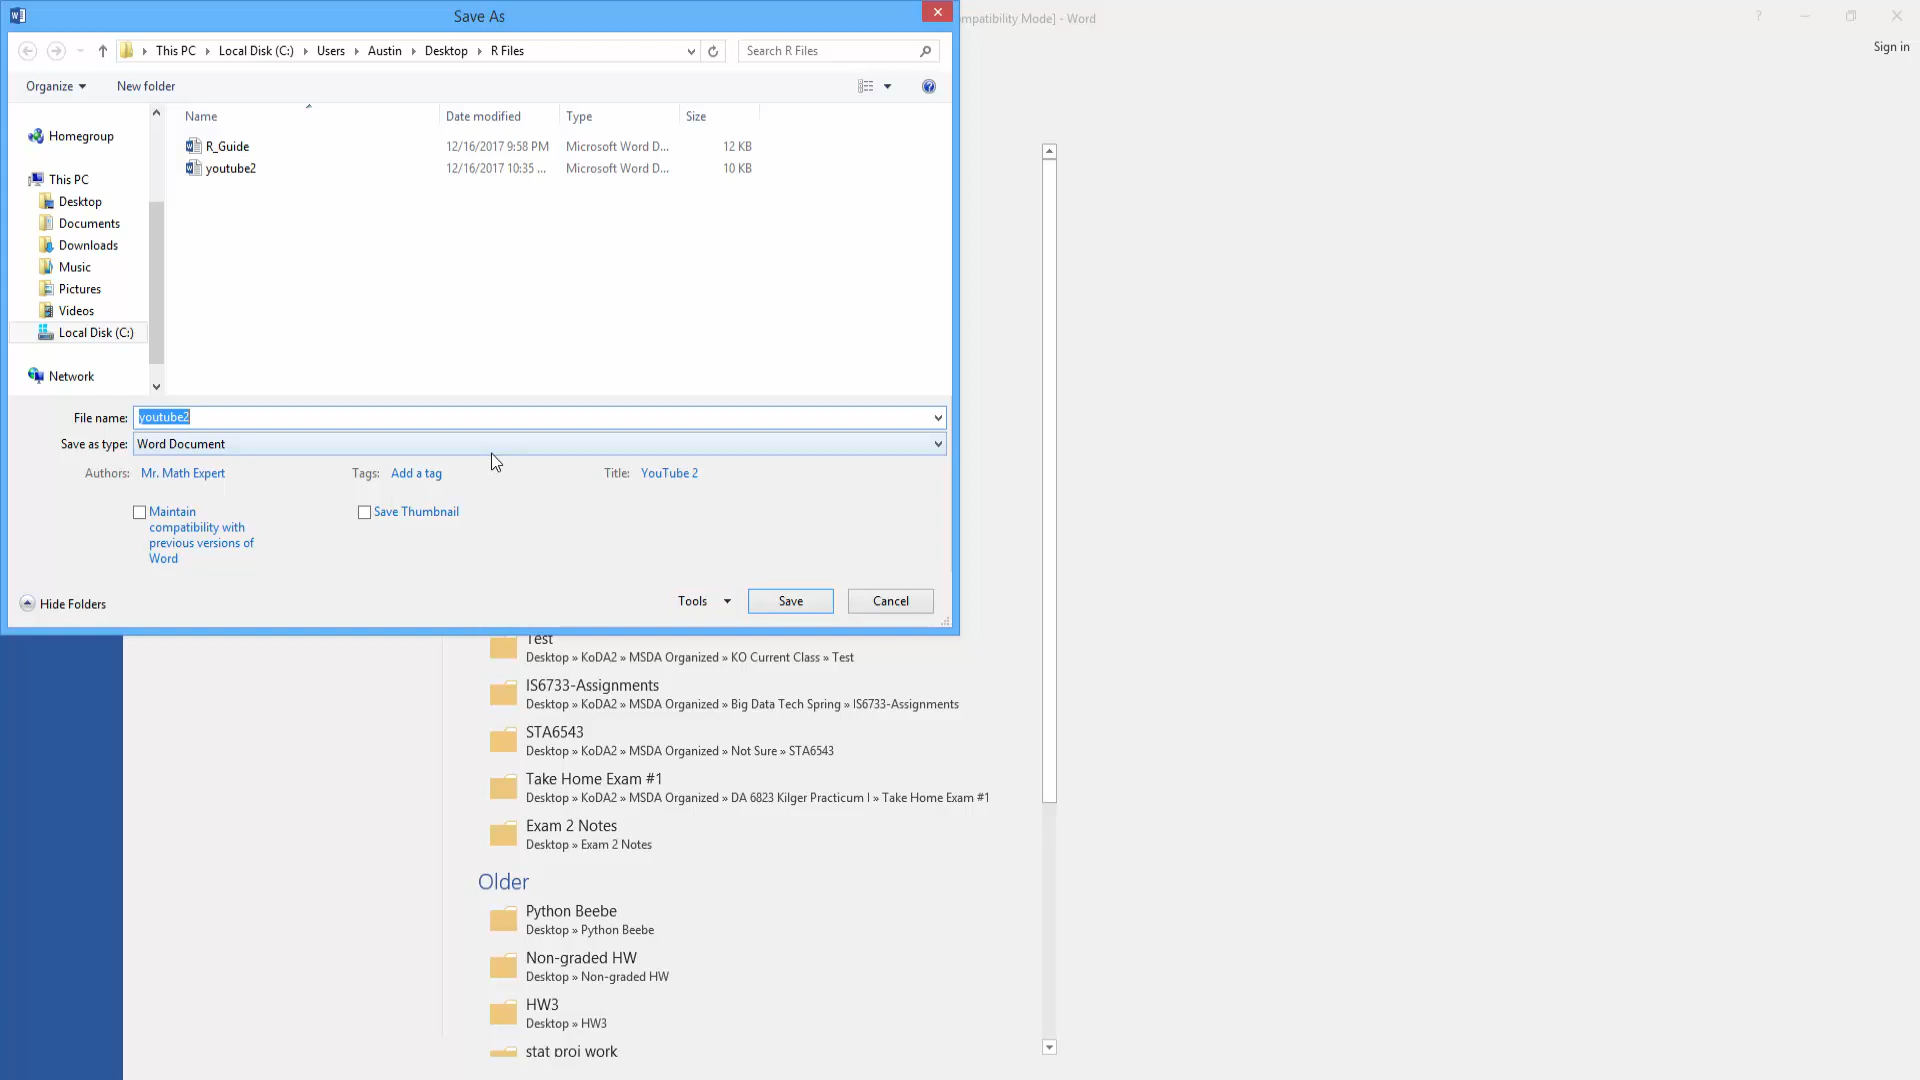 Save As
mpatibility Mode] - Word
Sign in
This PC Local Disk (C:) Users Austin Desktop R Files
Search R Files
Organize New folder
Name Date modified Type Size
R_Guide 12/16/2017 9:58 PM Microsoft Word D... 12 KB
youtube2 12/16/2017 10:35 ... Microsoft Word D... 10 KB
Homegroup
This PC
Desktop
Documents
Downloads
Music
Pictures
Videos
Local Disk (C:)
Network
File name: youtube2
Save as type: Word Document
Authors: Mr. Math Expert Tags: Add a tag Title: YouTube 2
Maintain
compatibility with
previous versions of
Word
Save Thumbnail
Hide Folders
Tools Save Cancel
Test
Desktop » KoDA2 » MSDA Organized » KO Current Class » Test
IS6733-Assignments
Desktop » KoDA2 » MSDA Organized » Big Data Tech Spring » IS6733-Assignments
STA6543
Desktop » KoDA2 » MSDA Organized » Not Sure » STA6543
Take Home Exam #1
Desktop » KoDA2 » MSDA Organized » DA 6823 Kilger Practicum I » Take Home Exam #1
Exam 2 Notes
Desktop » Exam 2 Notes
Older
Python Beebe
Desktop » Python Beebe
Non-graded HW
Desktop » Non-graded HW
HW3
Desktop » HW3
stat proj work